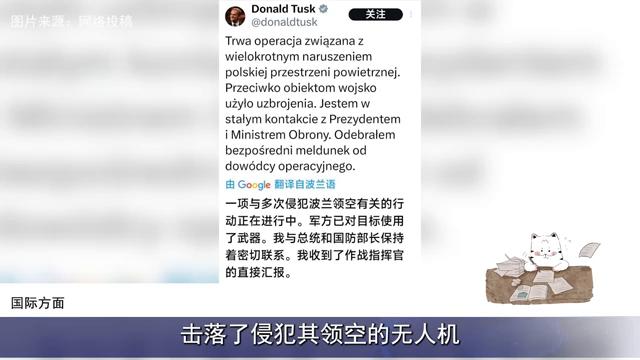 图片来源：网络投稿
Donald Tusk
@donaldtusk
关注
Trwa operacja związana z
wielokrotnym naruszeniem
polskiej przestrzeni powietrznej.
Przeciwko obiektom wojsko
użyło uzbrojenia. Jestem w
stałym kontakcie z Prezydentem
i Ministrem Obrony. Odebrałem
bezpośredni meldunek od
dowódcy operacyjnego.
由 Google 翻译自波兰语
一项与多次侵犯波兰领空有关的行
动正在进行中。军方已对目标使用
了武器。我与总统和国防部长保持
着密切联系。我收到了作战指挥官
的直接汇报。
国际方面
击落了侵犯其领空的无人机